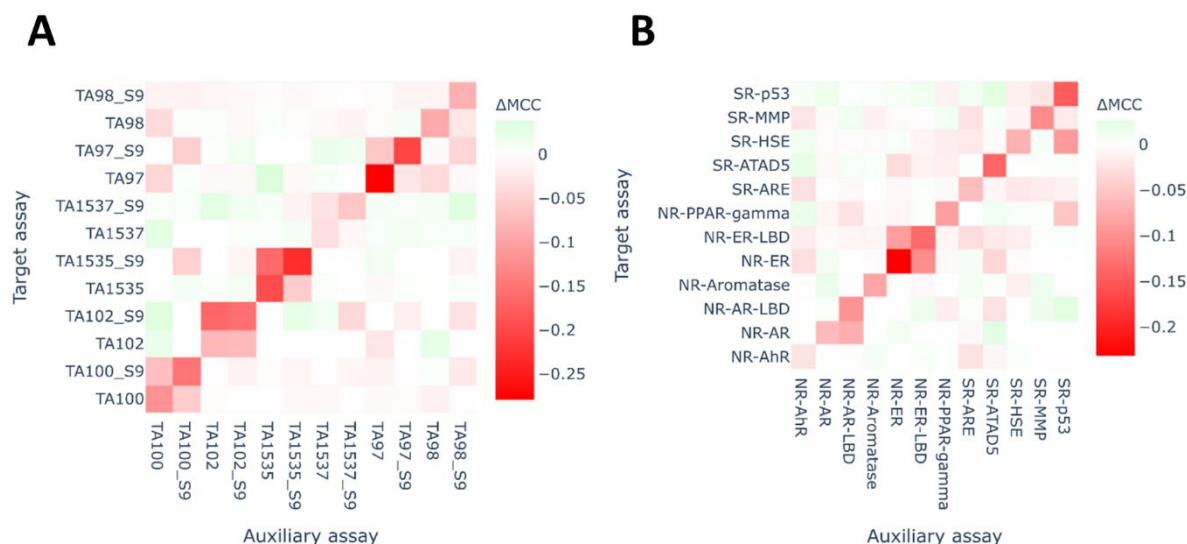 A
Target assay
TA98_S9
TA98
TA97_S9
TA97
TA1537_S9
TA1537
TA1535_S9
TA1535
TA102_S9
TA102
TA100_S9
TA100
TA100
TA100_S9
TA102
TA102_S9
TA1535
TA1535_S9
TA1537
TA1537_S9
TA97
TA97_S9
TA98
TA98_S9
Auxiliary assay
ΔMCC
0
−0.05
−0.1
−0.15
−0.2
−0.25
B
Target assay
SR-p53
SR-MMP
SR-HSE
SR-ATAD5
SR-ARE
NR-PPAR-gamma
NR-ER-LBD
NR-ER
NR-Aromatase
NR-AR-LBD
NR-AR
NR-AhR
NR-AhR
NR-AR
NR-AR-LBD
NR-Aromatase
NR-ER
NR-ER-LBD
NR-PPAR-gamma
SR-ARE
SR-ATAD5
SR-HSE
SR-MMP
SR-p53
Auxiliary assay
ΔMCC
0
−0.05
−0.1
−0.15
−0.2